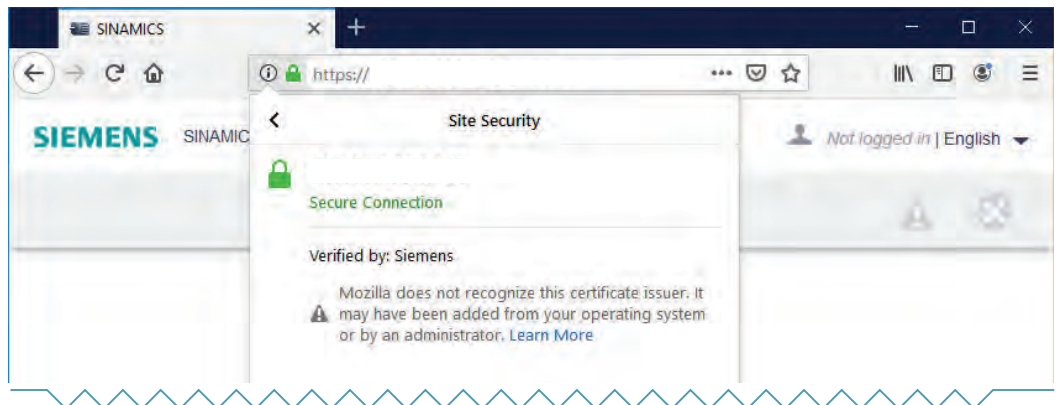 SINAMICS
https://
SIEMENS SINAMIC
Site Security
Not logged in | English
Secure Connection
Verified by: Siemens
Mozilla does not recognize this certificate issuer. It
may have been added from your operating system
or by an administrator. Learn More